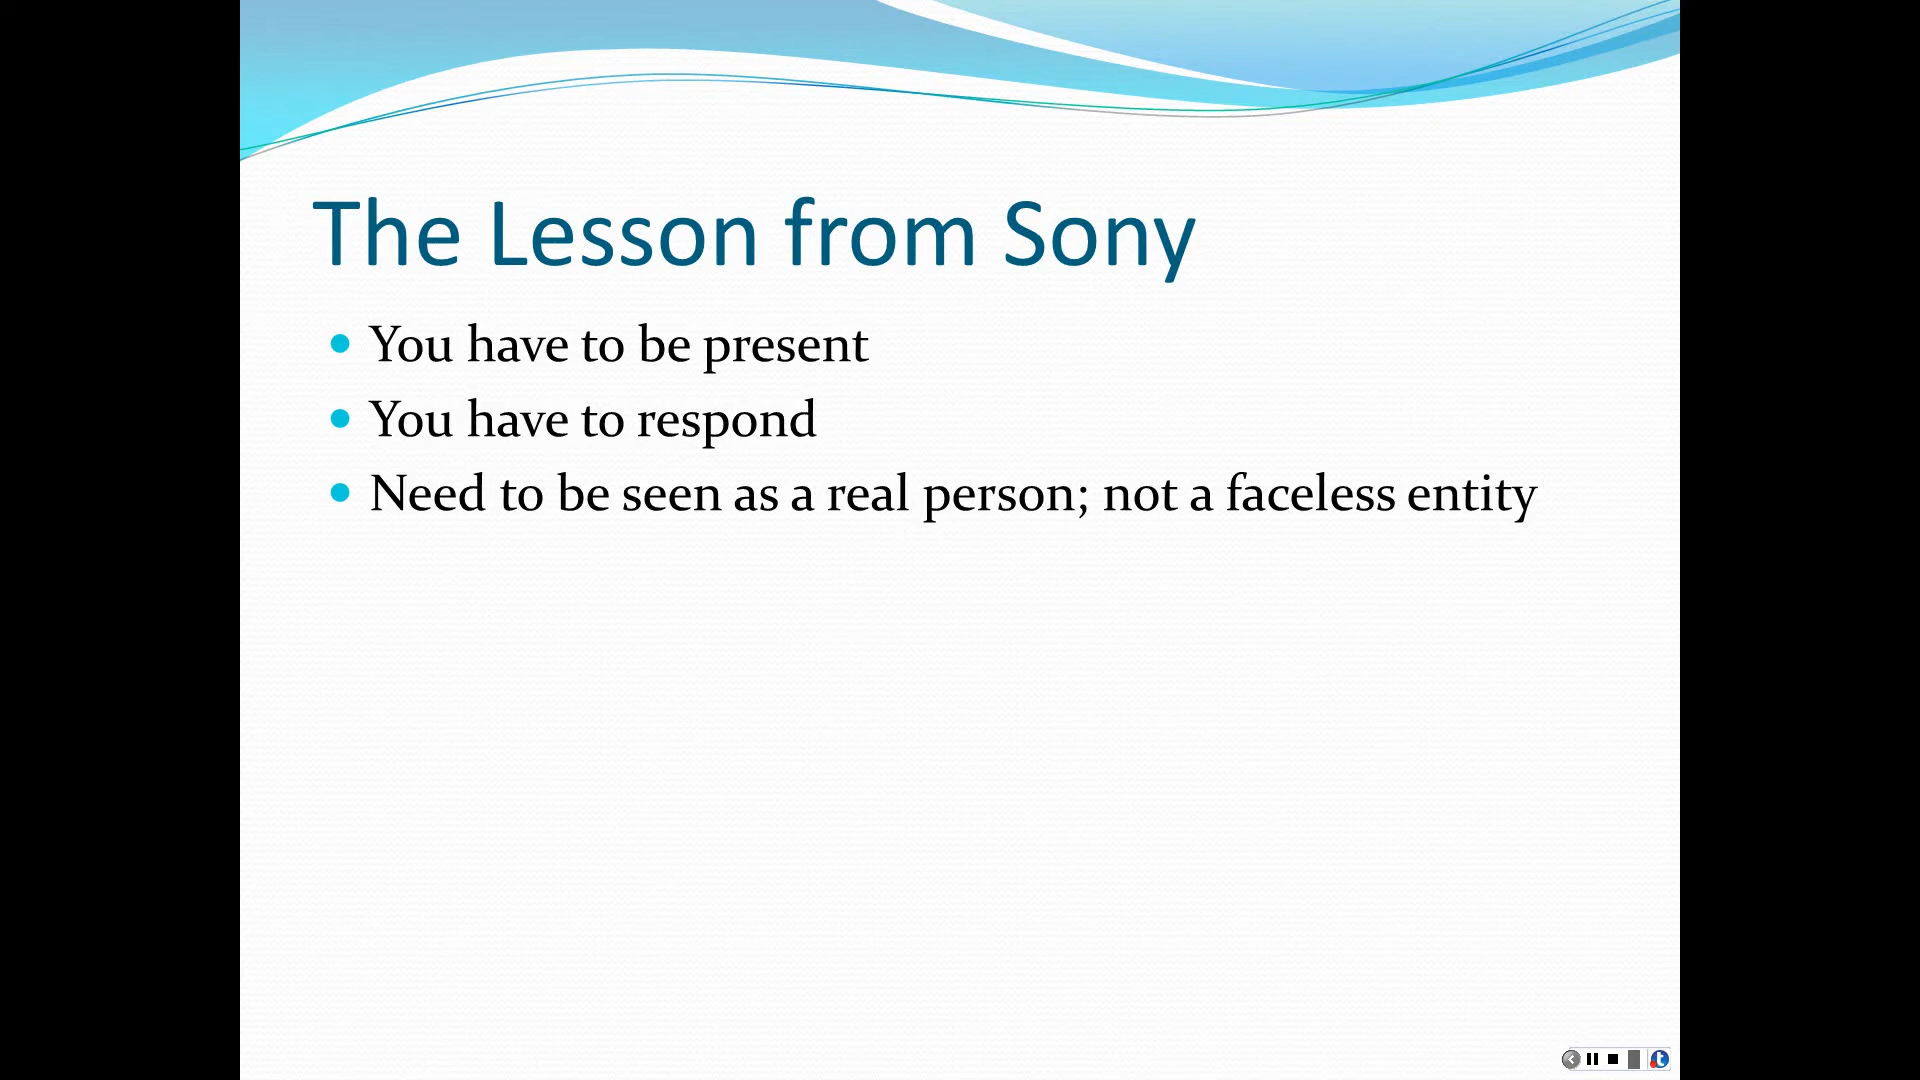 The Lesson from Sony
You have to be present
You have to respond
Need to be seen as a real person; not a faceless entity